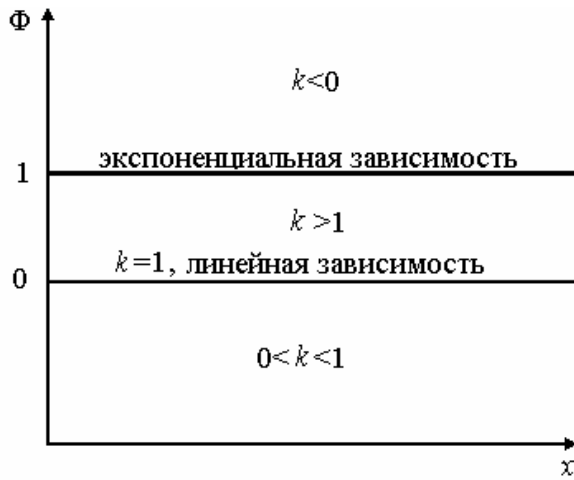 Φ
k<0
экспоненциальная зависимость
1
k >1
k =1, линейная зависимость
0
0< k <1
x